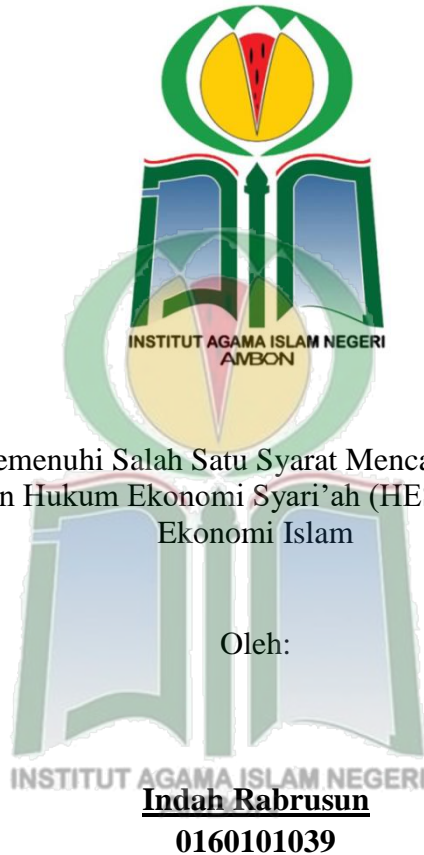 INSTITUT AGAMA ISLAM NEGERI
AMBON
emenuhi Salah Satu Syarat Menca
n Hukum Ekonomi Syari’ah (HE
Ekonomi Islam
Oleh:
INSTITUT AGAMA ISLAM NEGERI
AMBON
Indah Rabrusun
0160101039